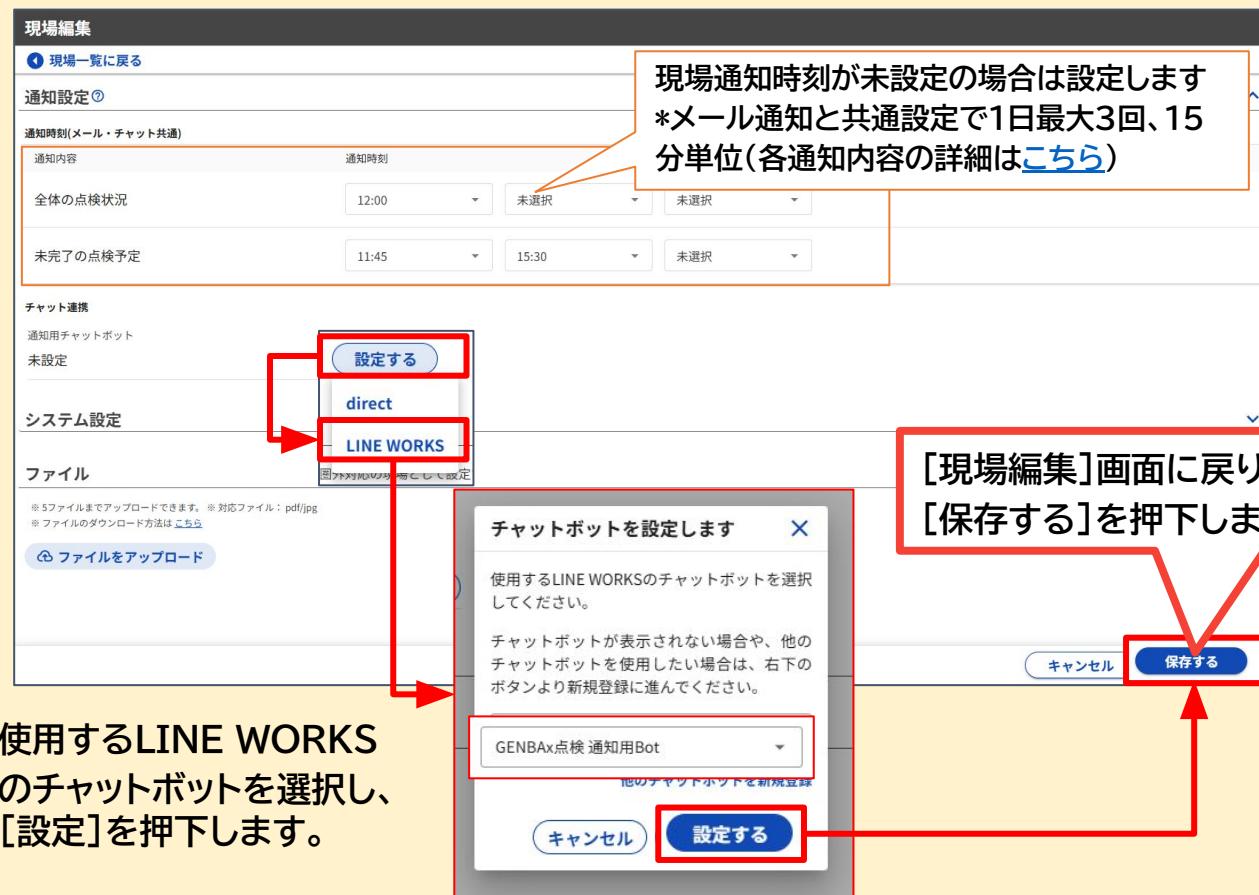 現場編集
現場一覧に戻る
通知設定
現場通知時刻が未設定の場合は設定します
*メール通知と共通設定で1日最大3回、15
分単位(各通知内容の詳細はこちら)
通知時刻(メール・チャット共通)
通知内容 通知時刻
全体の点検状況 12:00 未選択 未選択
未完了の点検予定 11:45 15:30 未選択
チャット連携
通知用チャットボット
未設定 設定する
direct
LINE WORKS
システム設定
ファイル
圏外対応の現場として設定
※ 5ファイルまでアップロードできます。 ※ 対応ファイル: pdf/jpg
※ ファイルのダウンロード方法は こちら
ファイルをアップロード
[現場編集]画面に戻り
[保存する]を押下しま
チャットボットを設定します
使用するLINE WORKSのチャットボットを選択
してください。
チャットボットが表示されない場合や、他の
チャットボットを使用したい場合は、右下の
ボタンより新規登録に進んでください。
GENBAx点検 通知用Bot
他のチャットボットを新規登録
キャンセル 設定する
キャンセル 保存する
使用するLINE WORKS
のチャットボットを選択し、
[設定]を押下します。